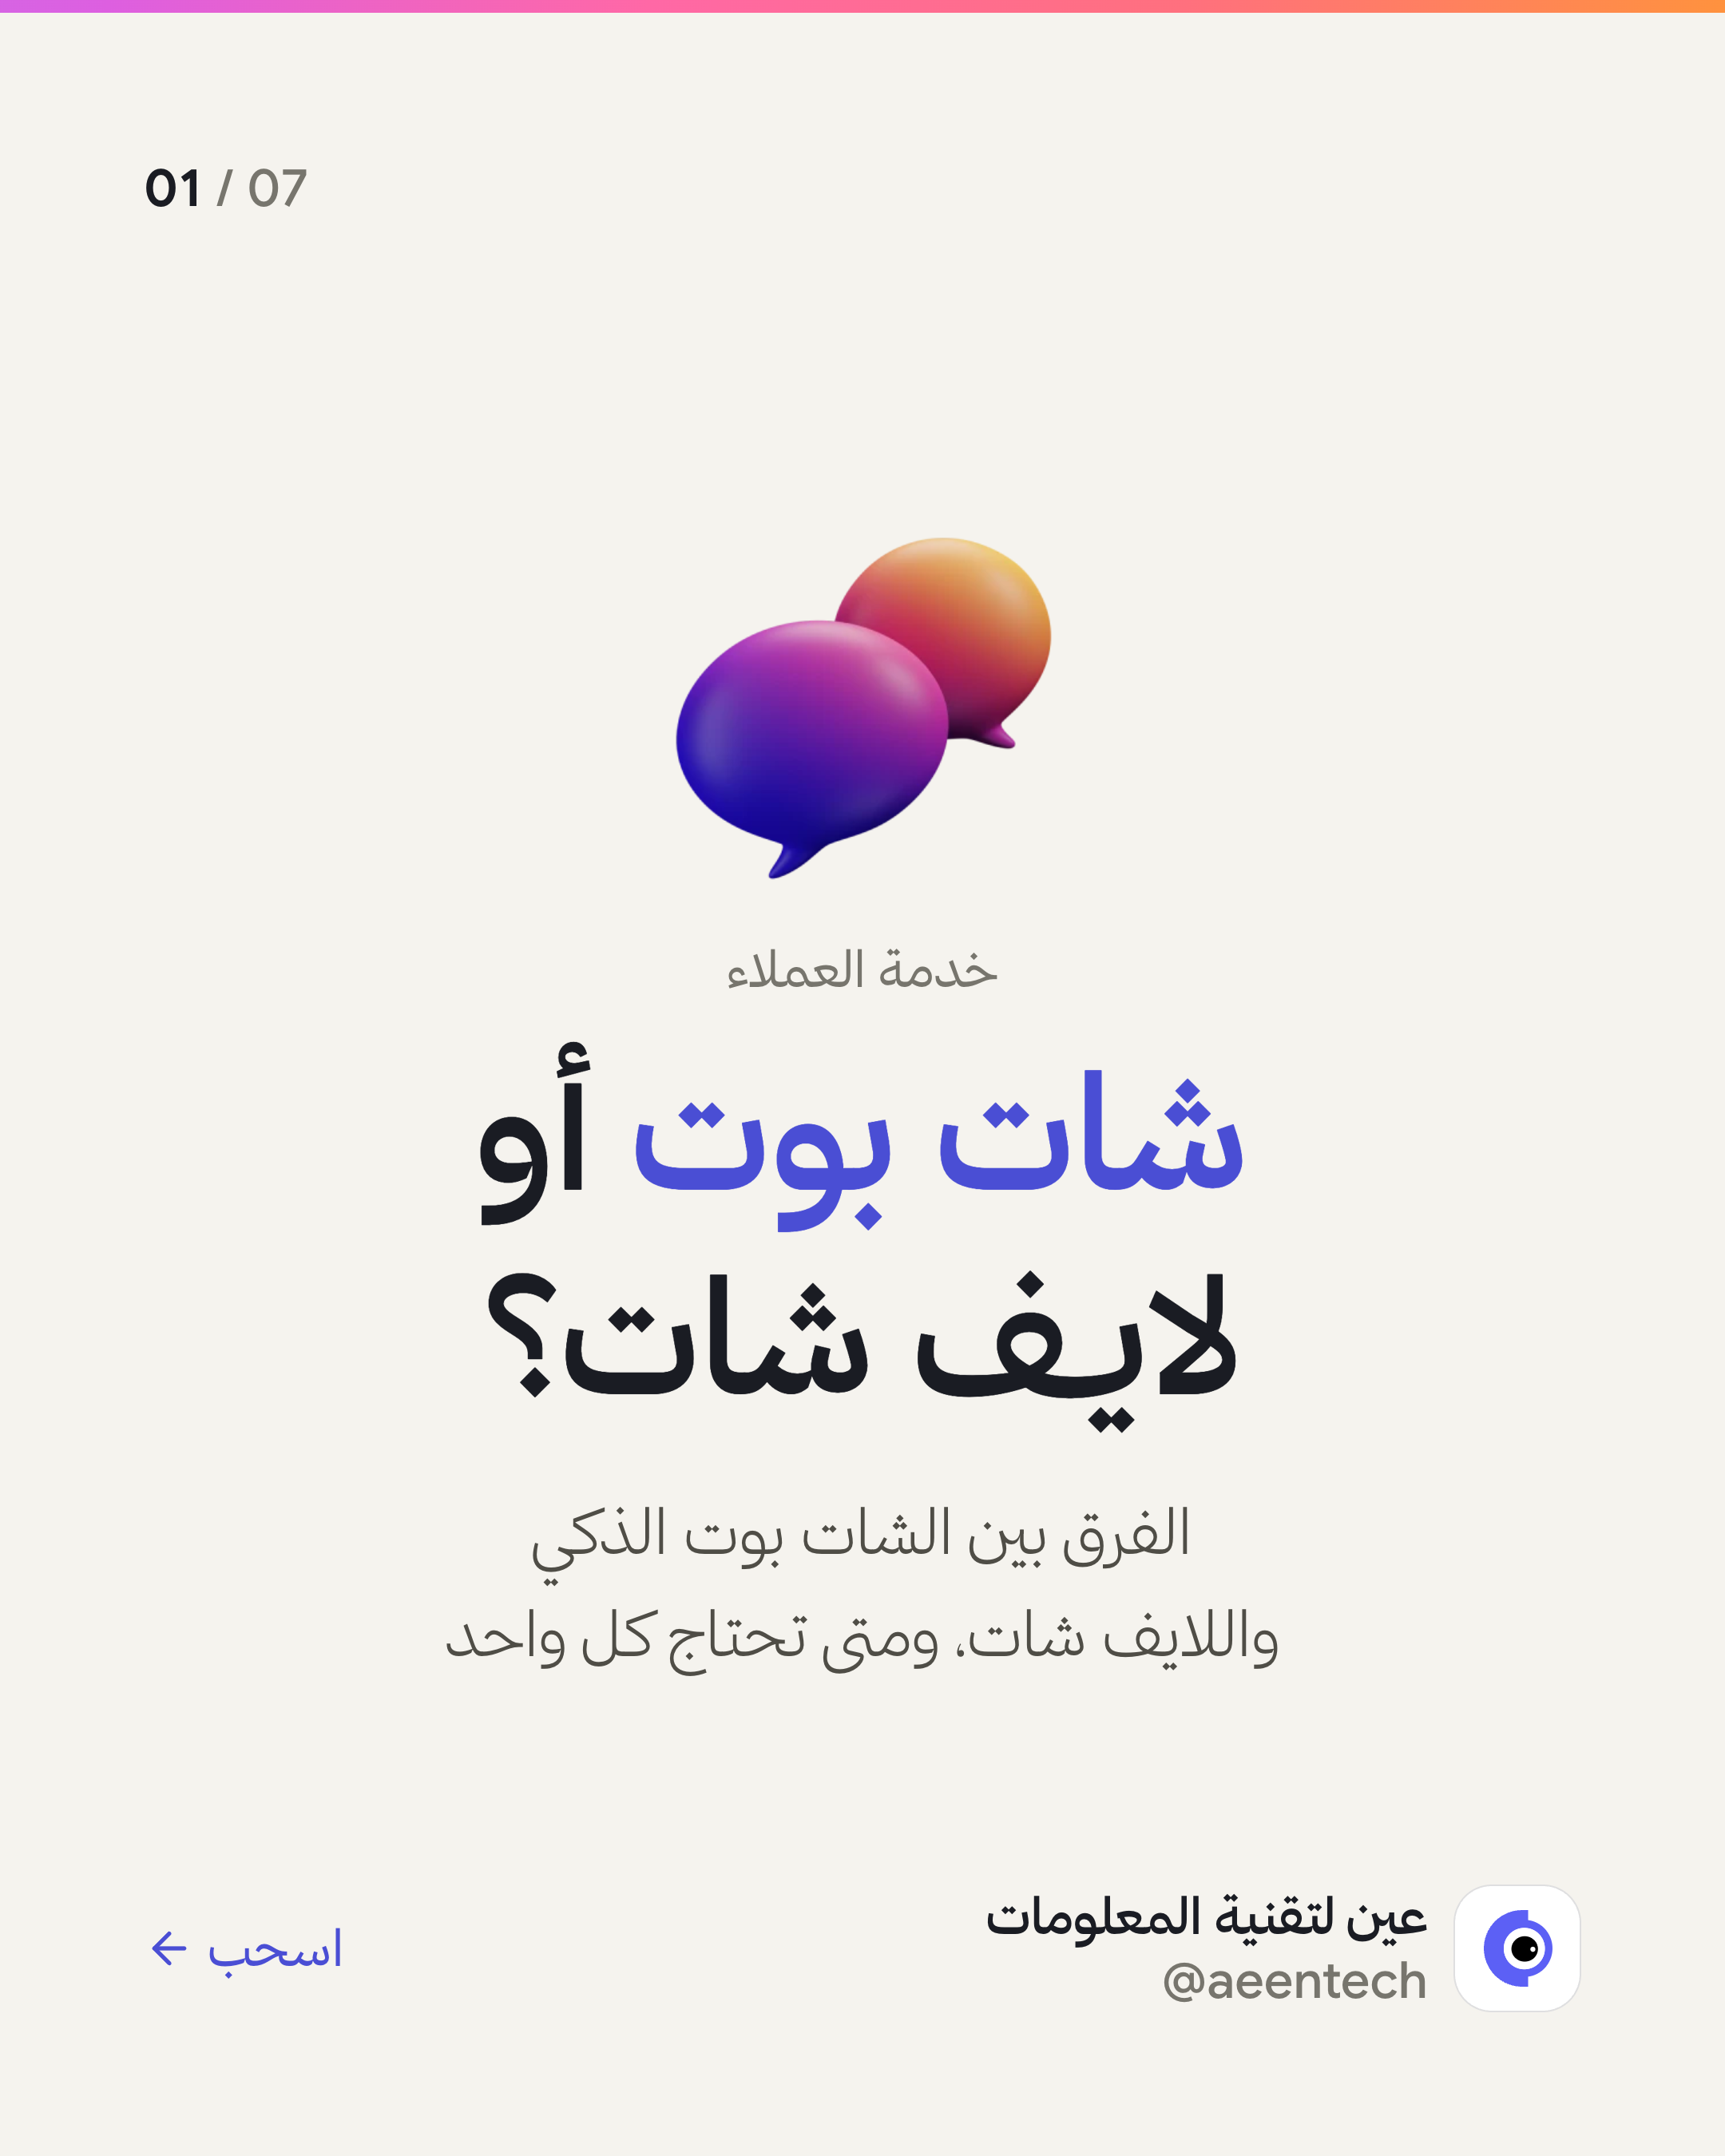 01 / 07
خدمة العملاء
شات بوت أو
لايف شات؟
الفرق بين الشات بوت الذكي
واللايف شات، ومتى تحتاج كل واحد
عين لتقنية المعلومات
@aeentech
اسحب ←